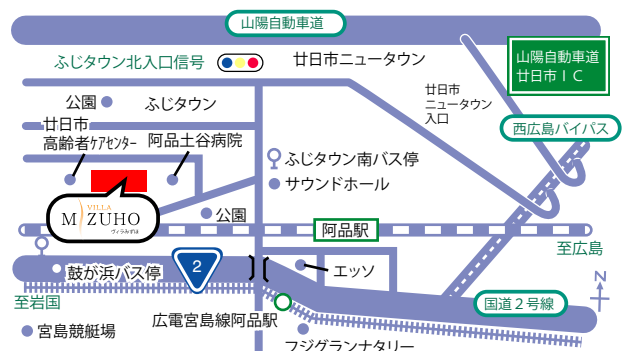 山陽自動車道
ふじタウン北入口信号
廿日市ニュータウン
山陽自動車道
廿日市ＩＣ
公園
ふじタウン
廿日市
ニュータウン
入口
廿日市
高齢者ケアセンター
阿品土谷病院
西広島バイパス
ふじタウン南バス停
サウンドホール
VILLA
MIZUHO
ヴィラみずほ
公園
阿品駅
至広島
鼓が浜バス停
2
エッソ
N
至岩国
国道２号線
広電宮島線阿品駅
宮島競艇場
フジグランナタリー